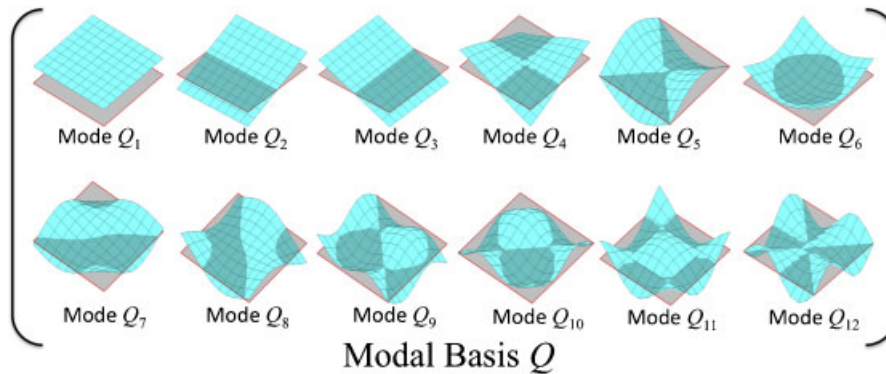 Mode Q1 Mode Q2 Mode Q3 Mode Q4 Mode Q5 Mode Q6
Mode Q7 Mode Q8 Mode Q9 Mode Q10 Mode Q11 Mode Q12
Modal Basis Q